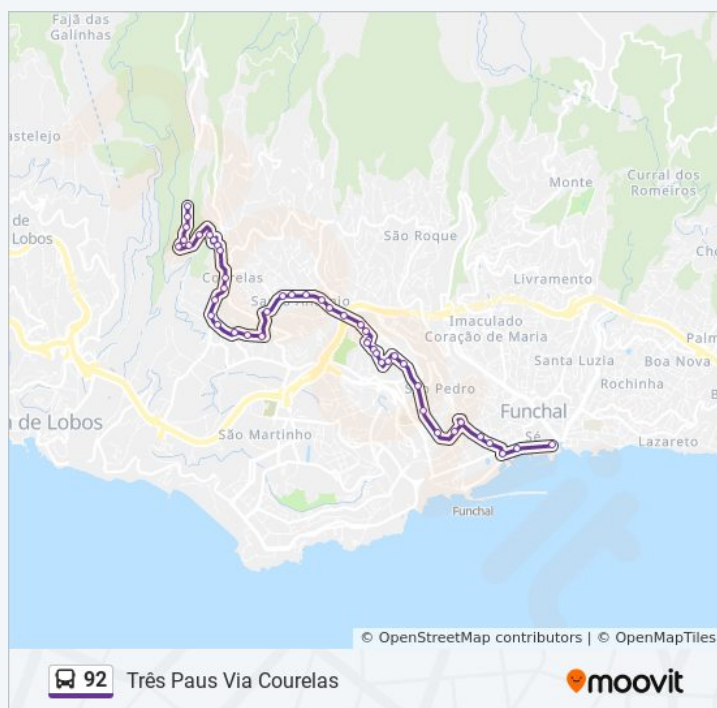 Fajã das
Galinhas
astelejo
de
Lobos
Monte
Curral dos
Romeiros
São Roque
Che
Courelas
Livramento
Imaculado
Coração de Maria
Palm
Santa Luzia
Boa Nova
Rochinha
B
Funchal
Sé
Lazareto
a de Lobos
São Martinho
Funchal
© OpenStreetMap contributors | © OpenMapTiles
92 Três Paus Via Courelas
moovit